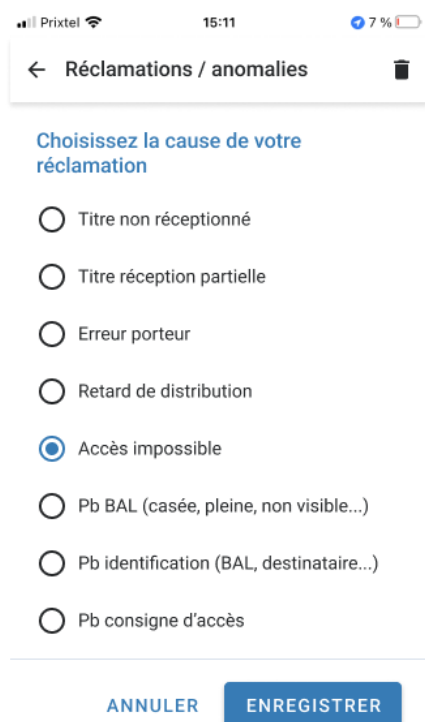 Prixtel 15:11 7 %
Réclamations / anomalies
Choisissez la cause de votre
réclamation
Titre non réceptionné
Titre réception partielle
Erreur porteur
Retard de distribution
Accès impossible
Pb BAL (casée, pleine, non visible...)
Pb identification (BAL, destinataire...)
Pb consigne d'accès
ANNULER ENREGISTRER